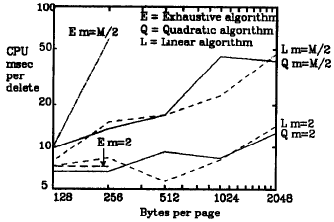 100
CPU
msec
per
delete
50
20
10
5
E m=M/2
E = Exhaustive algorithm
Q = Quadratic algorithm
L = Linear algorithm
L m=M/2
Q m=M/2
E m=2
L m=2
Q m=2
128 256 512 1024 2048
Bytes per page